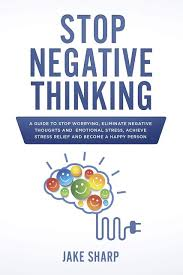 STOP
NEGATIVE
THINKING
A GUIDE TO STOP WORRYING, ELIMINATE NEGATIVE
THOUGHTS AND EMOTIONAL STRESS, ACHIEVE
STRESS RELIEF AND BECOME A HAPPY PERSON
JAKE SHARP